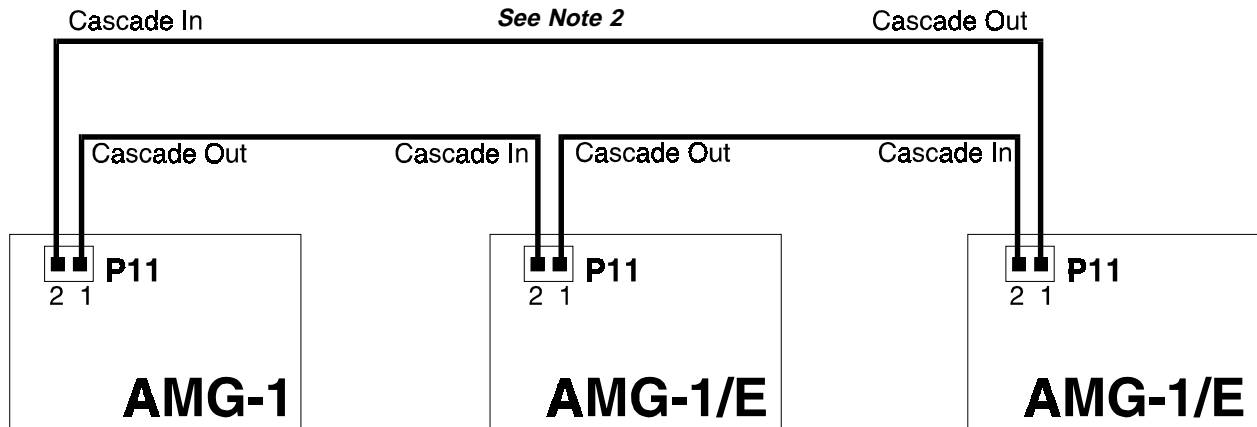 Cascade In See Note 2 Cascade Out
Cascade Out Cascade In Cascade Out Cascade In
P11 P11 P11
2 1 2 1 2 1
AMG-1 AMG-1/E AMG-1/E